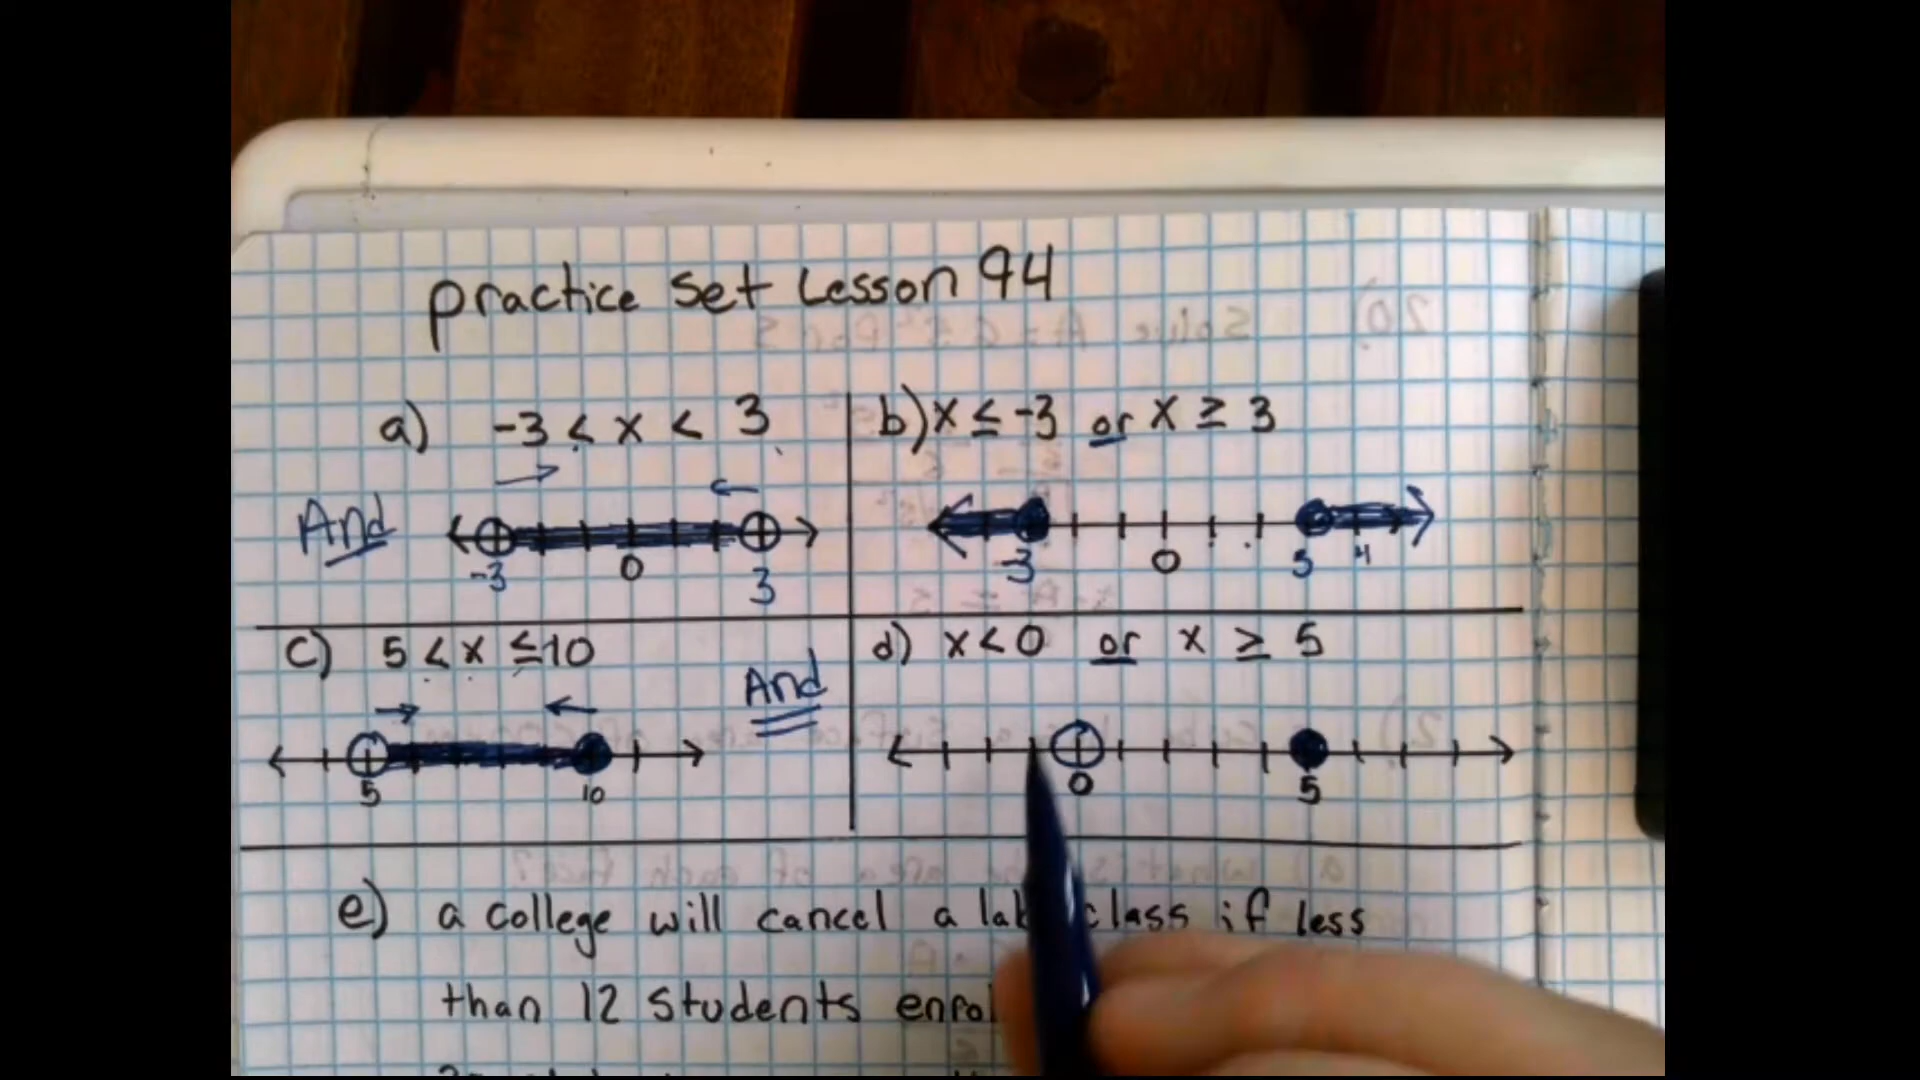 practice set Lesson 94
a) -3 < x < 3
And
-3 0 3
b) x ≤ -3 or x ≥ 3
-3 0 3 4
c) 5 < x ≤ 10
And
5 10
d) x < 0 or x ≥ 5
0 5
e) a college will cancel a lab class if less
than 12 students